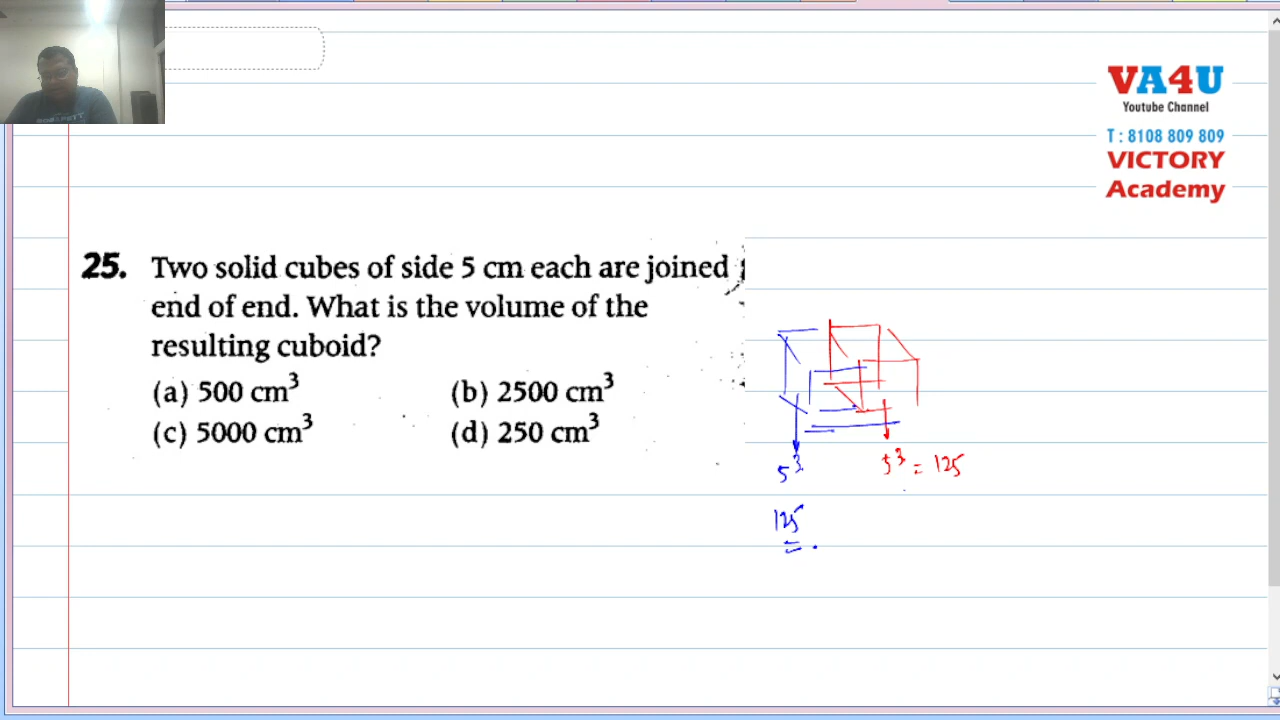 VA4U
Youtube Channel
T : 8108 809 809
VICTORY
Academy
25. Two solid cubes of side 5 cm each are joined
end of end. What is the volume of the
resulting cuboid?
(a) 500 cm³ (b) 2500 cm³
(c) 5000 cm³ (d) 250 cm³
5³ 5³ = 125
125